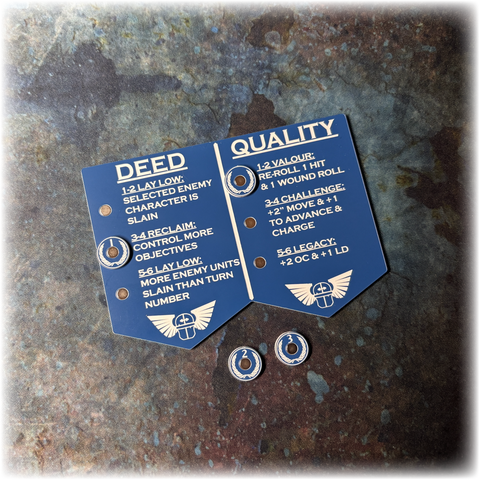 DEED
1-2 LAY LOW:
SELECTED ENEMY
CHARACTER IS
SLAIN
3-4 RECLAIM:
CONTROL MORE
OBJECTIVES
5-6 LAY LOW:
MORE ENEMY UNITS
SLAIN THAN TURN
NUMBER
QUALITY
1-2 VALOUR:
RE-ROLL 1 HIT
& 1 WOUND ROLL
3-4 CHALLENGE:
+2" MOVE & +1
TO ADVANCE &
CHARGE
5-6 LEGACY:
+2 OC & +1 LD
2
3